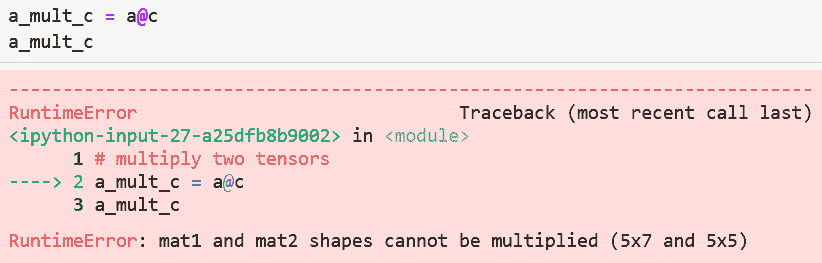 a_mult_c = a@c
a_mult_c
---------------------------------------------------------------------------
RuntimeError                              Traceback (most recent call last)
<ipython-input-27-a25dfb8b9002> in <module>
      1 # multiply two tensors
----> 2 a_mult_c = a@c
      3 a_mult_c
RuntimeError: mat1 and mat2 shapes cannot be multiplied (5x7 and 5x5)